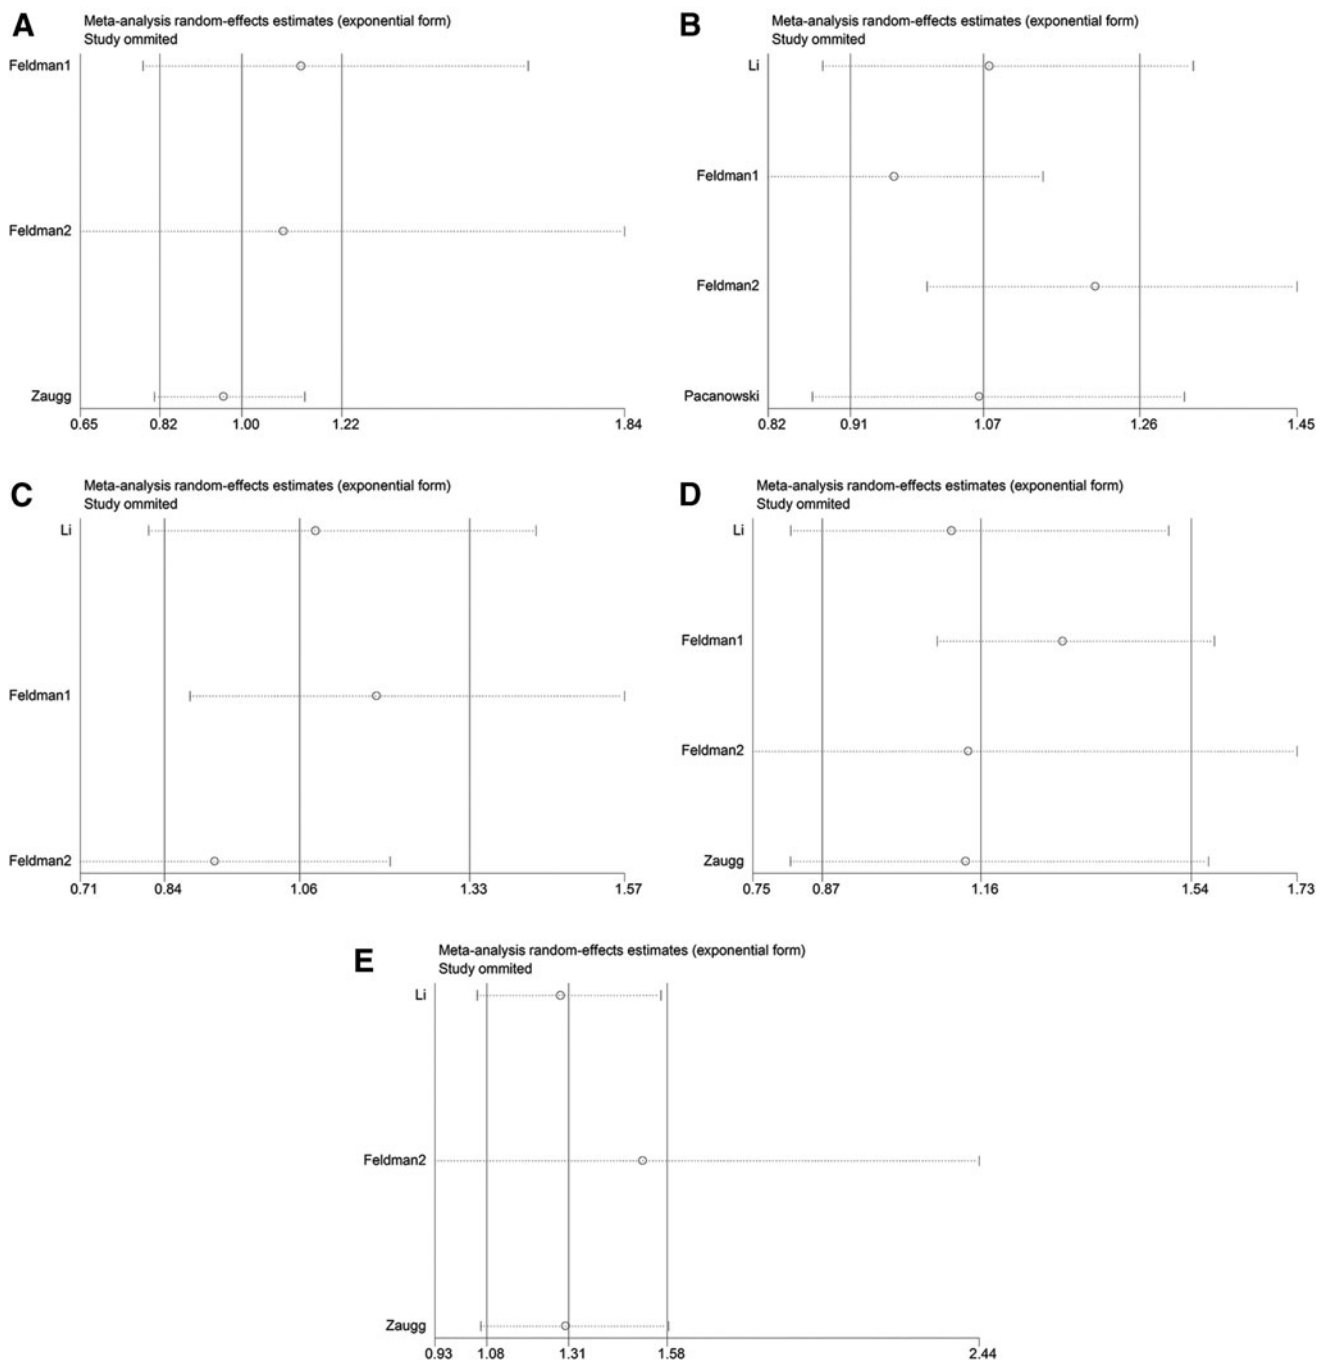 A
Meta-analysis random-effects estimates (exponential form)
Study ommited
Feldman1
Feldman2
Zaugg
0.65 0.82 1.00 1.22 1.84
B
Meta-analysis random-effects estimates (exponential form)
Study ommited
Li
Feldman1
Feldman2
Pacanowski
0.82 0.91 1.07 1.26 1.45
C
Meta-analysis random-effects estimates (exponential form)
Study ommited
Li
Feldman1
Feldman2
0.71 0.84 1.06 1.33 1.57
D
Meta-analysis random-effects estimates (exponential form)
Study ommited
Li
Feldman1
Feldman2
Zaugg
0.75 0.87 1.16 1.54 1.73
E
Meta-analysis random-effects estimates (exponential form)
Study ommited
Li
Feldman2
Zaugg
0.93 1.08 1.31 1.58 2.44